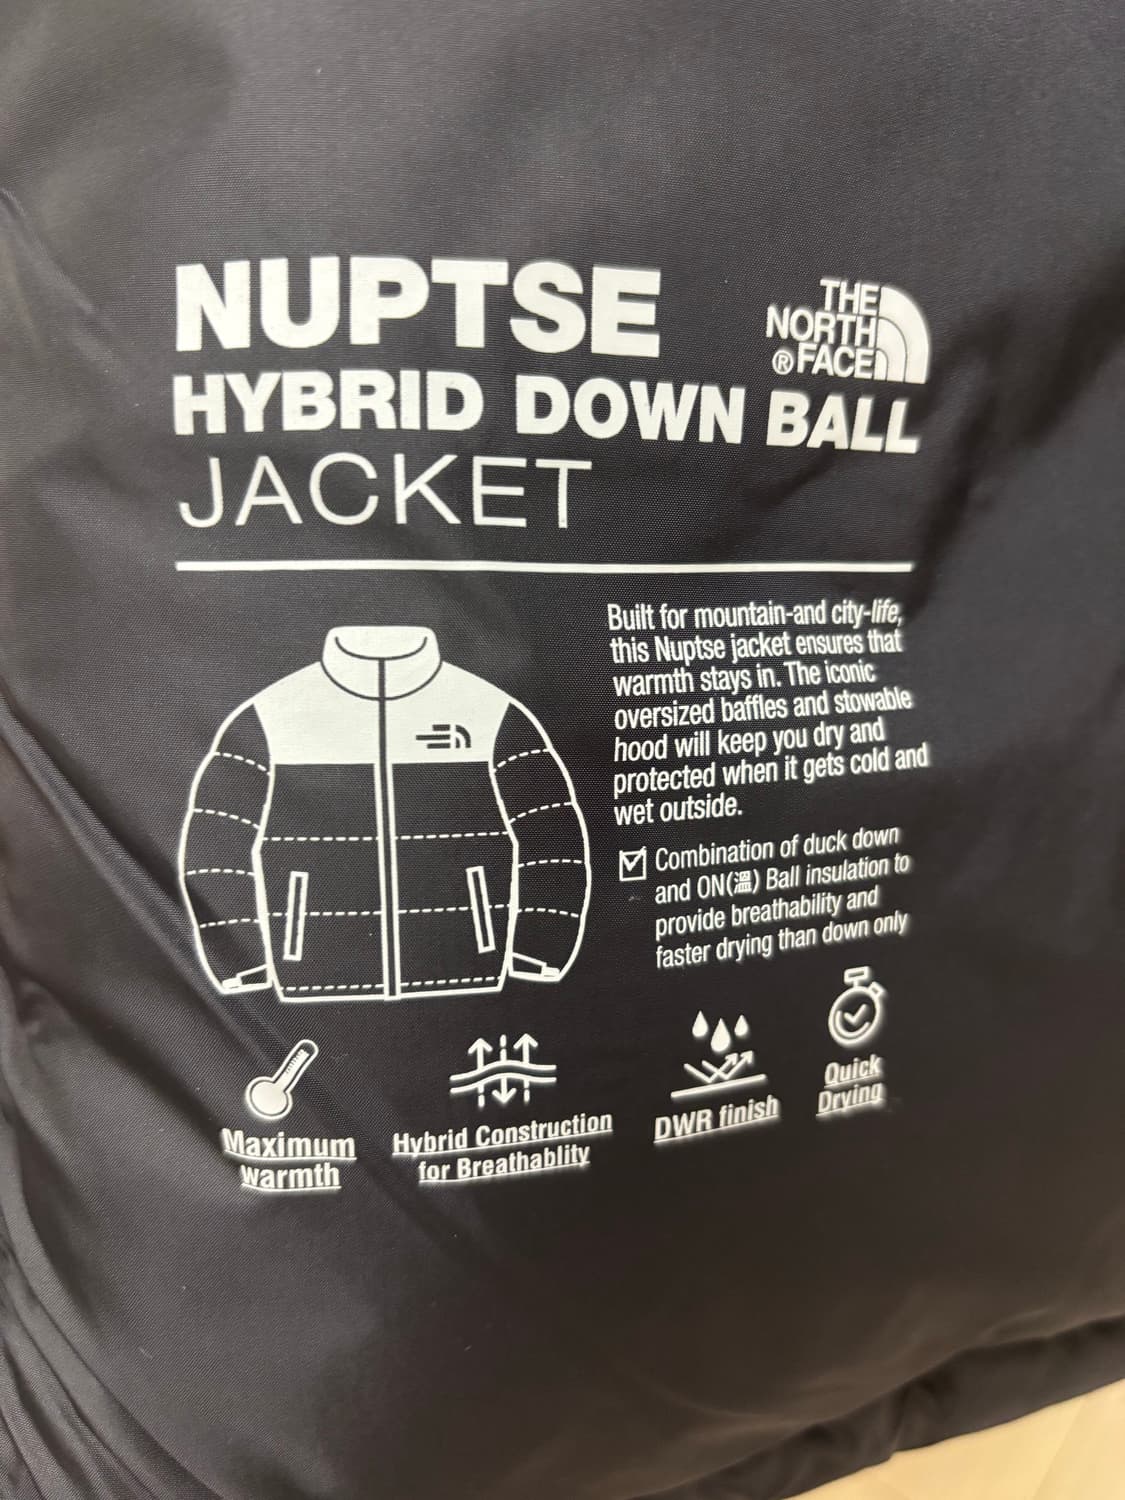 NUPTSE
THE
NORTH
® FACE
HYBRID DOWN BALL
JACKET
Built for mountain-and city-life,
this Nuptse jacket ensures that
warmth stays in. The iconic
oversized baffles and stowable
hood will keep you dry and
protected when it gets cold and
wet outside.
Combination of duck down
and ON(溫) Ball insulation to
provide breathability and
faster drying than down only
Maximum
warmth
Hybrid Construction
for Breathablity
DWR finish
Quick
Drying